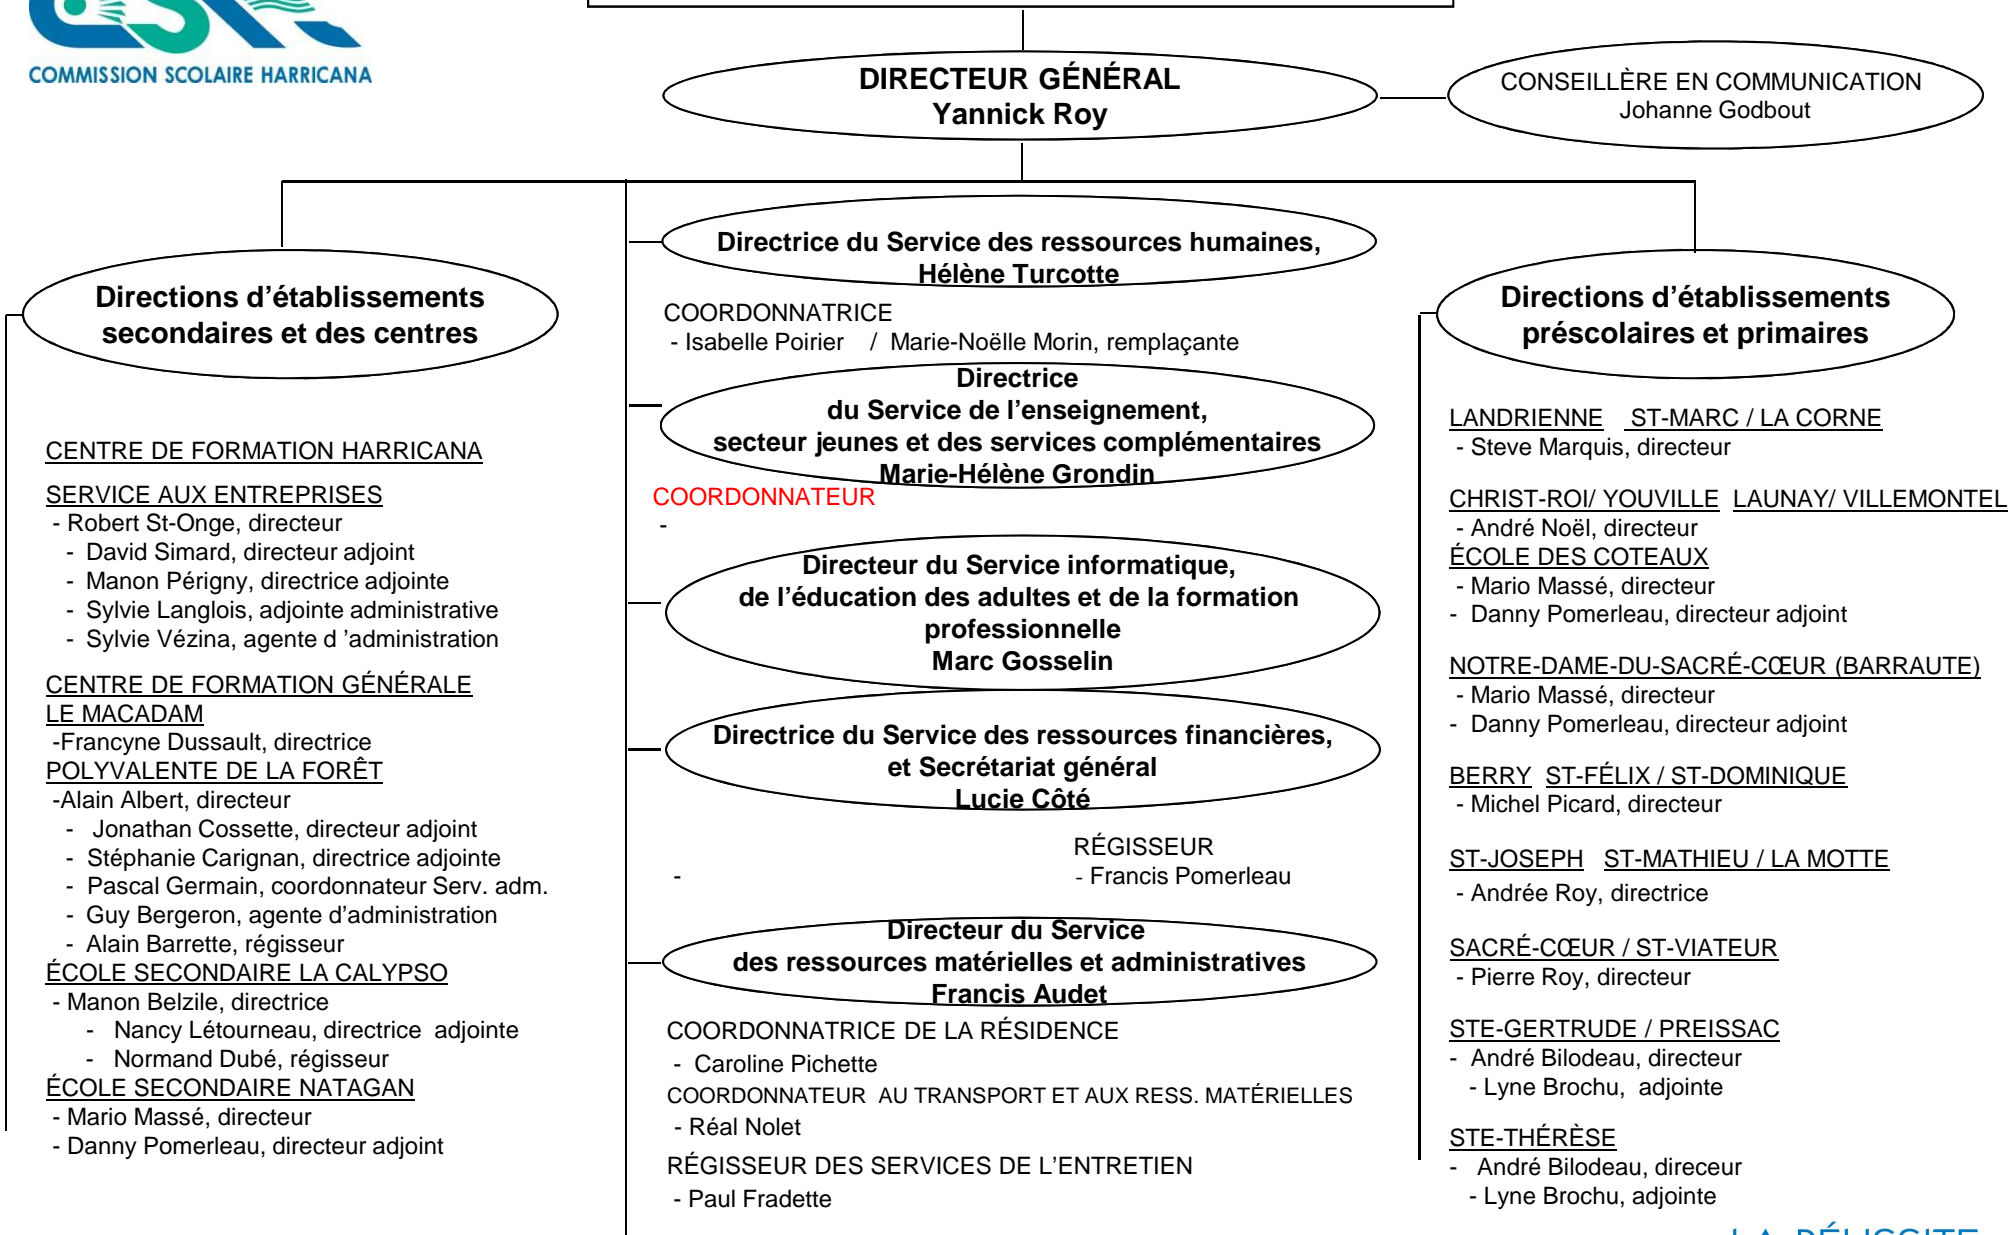 COMMISSION SCOLAIRE HARRICANA
DIRECTEUR GÉNÉRAL
Yannick Roy
CONSEILLÈRE EN COMMUNICATION
Johanne Godbout
Directions d’établissements
secondaires et des centres
CENTRE DE FORMATION HARRICANA
SERVICE AUX ENTREPRISES
- Robert St-Onge, directeur
- David Simard, directeur adjoint
- Manon Périgny, directrice adjointe
- Sylvie Langlois, adjointe administrative
- Sylvie Vézina, agente d ’administration
CENTRE DE FORMATION GÉNÉRALE
LE MACADAM
-Francyne Dussault, directrice
POLYVALENTE DE LA FORÊT
-Alain Albert, directeur
- Jonathan Cossette, directeur adjoint
- Stéphanie Carignan, directrice adjointe
- Pascal Germain, coordonnateur Serv. adm.
- Guy Bergeron, agente d’administration
- Alain Barrette, régisseur
ÉCOLE SECONDAIRE LA CALYPSO
- Manon Belzile, directrice
- Nancy Létourneau, directrice adjointe
- Normand Dubé, régisseur
ÉCOLE SECONDAIRE NATAGAN
- Mario Massé, directeur
- Danny Pomerleau, directeur adjoint
Directrice du Service des ressources humaines,
Hélène Turcotte
COORDONNATRICE
- Isabelle Poirier / Marie-Noëlle Morin, remplaçante
Directrice
du Service de l’enseignement,
secteur jeunes et des services complémentaires
Marie-Hélène Grondin
COORDONNATEUR
-
Directeur du Service informatique,
de l’éducation des adultes et de la formation
professionnelle
Marc Gosselin
Directrice du Service des ressources financières,
et Secrétariat général
Lucie Côté
RÉGISSEUR
- - Francis Pomerleau
Directeur du Service
des ressources matérielles et administratives
Francis Audet
COORDONNATRICE DE LA RÉSIDENCE
- Caroline Pichette
COORDONNATEUR AU TRANSPORT ET AUX RESS. MATÉRIELLES
- Réal Nolet
RÉGISSEUR DES SERVICES DE L’ENTRETIEN
- Paul Fradette
Directions d’établissements
préscolaires et primaires
LANDRIENNE ST-MARC / LA CORNE
- Steve Marquis, directeur
CHRIST-ROI/ YOUVILLE LAUNAY/ VILLEMONTEL
- André Noël, directeur
ÉCOLE DES COTEAUX
- Mario Massé, directeur
- Danny Pomerleau, directeur adjoint
NOTRE-DAME-DU-SACRÉ-CŒUR (BARRAUTE)
- Mario Massé, directeur
- Danny Pomerleau, directeur adjoint
BERRY ST-FÉLIX / ST-DOMINIQUE
- Michel Picard, directeur
ST-JOSEPH ST-MATHIEU / LA MOTTE
- Andrée Roy, directrice
SACRÉ-CŒUR / ST-VIATEUR
- Pierre Roy, directeur
STE-GERTRUDE / PREISSAC
- André Bilodeau, directeur
- Lyne Brochu, adjointe
STE-THÉRÈSE
- André Bilodeau, direceur
- Lyne Brochu, adjointe